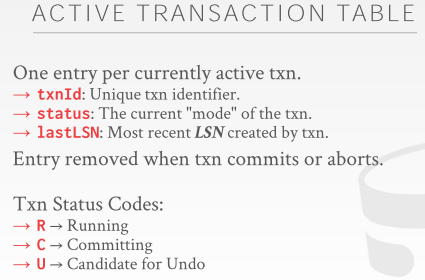 ACTIVE TRANSACTION TABLE
One entry per currently active txn.
→ txnId: Unique txn identifier.
→ status: The current "mode" of the txn.
→ lastLSN: Most recent LSN created by txn.
Entry removed when txn commits or aborts.
Txn Status Codes:
→ R → Running
→ C → Committing
→ U → Candidate for Undo